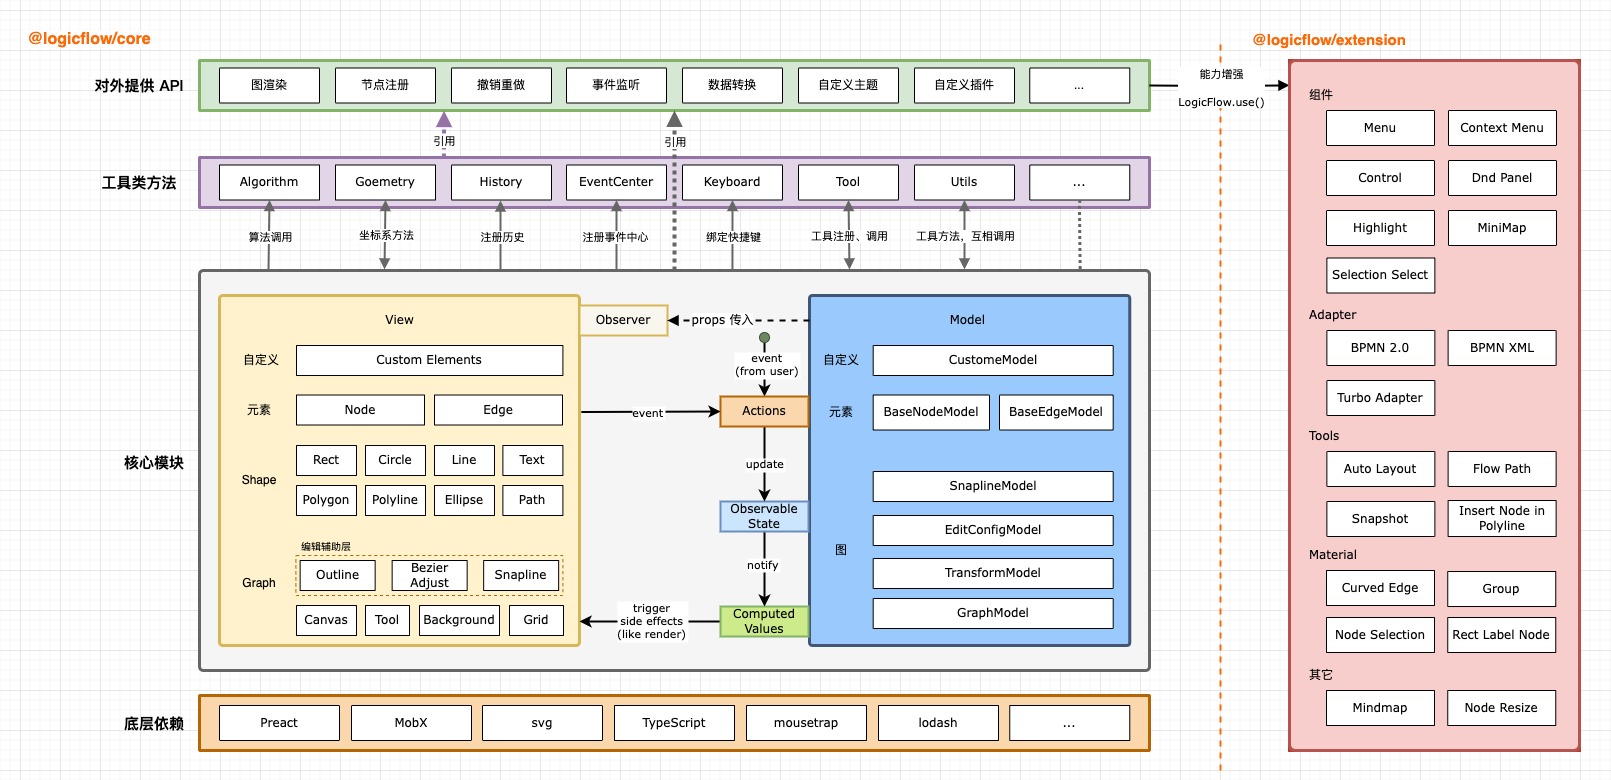 @logicflow/core
@logicflow/extension
对外提供 API
图渲染
节点注册
撤销重做
事件监听
数据转换
自定义主题
自定义插件
...
能力增强
LogicFlow.use()
引用
引用
工具类方法
Algorithm
Goemetry
History
EventCenter
Keyboard
Tool
Utils
...
算法调用
坐标系方法
注册历史
注册事件中心
绑定快捷键
工具注册、调用
工具方法，互相调用
核心模块
View
自定义
Custom Elements
元素
Node
Edge
Shape
Rect
Circle
Line
Text
Polygon
Polyline
Ellipse
Path
编辑辅助层
Graph
Outline
Bezier
Adjust
Snapline
Canvas
Tool
Background
Grid
Observer
props 传入
event
(from user)
event
Actions
update
Observable
State
notify
Computed
Values
trigger
side effects
(like render)
Model
自定义
CustomeModel
元素
BaseNodeModel
BaseEdgeModel
图
SnaplineModel
EditConfigModel
TransformModel
GraphModel
底层依赖
Preact
MobX
svg
TypeScript
mousetrap
lodash
...
组件
Menu
Context Menu
Control
Dnd Panel
Highlight
MiniMap
Selection Select
Adapter
BPMN 2.0
BPMN XML
Turbo Adapter
Tools
Auto Layout
Flow Path
Snapshot
Insert Node in
Polyline
Material
Curved Edge
Group
Node Selection
Rect Label Node
其它
Mindmap
Node Resize